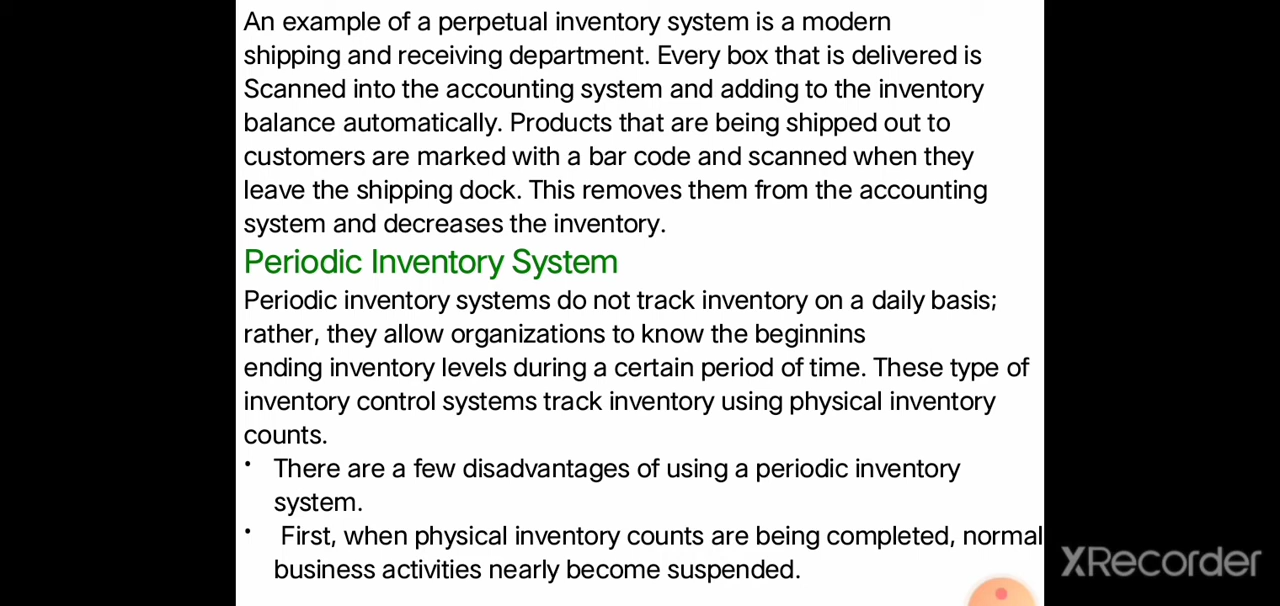 An example of a perpetual inventory system is a modern
shipping and receiving department. Every box that is delivered is
Scanned into the accounting system and adding to the inventory
balance automatically. Products that are being shipped out to
customers are marked with a bar code and scanned when they
leave the shipping dock. This removes them from the accounting
system and decreases the inventory.
Periodic Inventory System
Periodic inventory systems do not track inventory on a daily basis;
rather, they allow organizations to know the beginnins
ending inventory levels during a certain period of time. These type of
inventory control systems track inventory using physical inventory
counts.
• There are a few disadvantages of using a periodic inventory
system.
• First, when physical inventory counts are being completed, normal
business activities nearly become suspended.
XRecorder